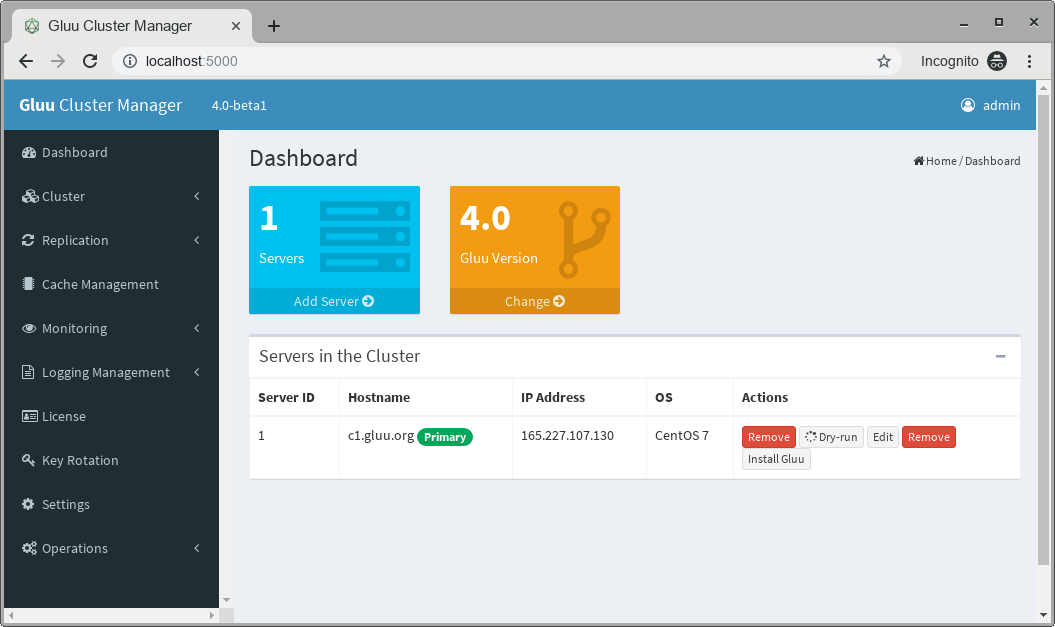 Gluu Cluster Manager
localhost:5000
Incognito
Gluu Cluster Manager 4.0-beta1 admin
Dashboard
Cluster
Replication
Cache Management
Monitoring
Logging Management
License
Key Rotation
Settings
Operations
Dashboard
Home / Dashboard
1
Servers
Add Server
4.0
Gluu Version
Change
Servers in the Cluster
Server ID Hostname IP Address OS Actions
1 c1.gluu.org Primary 165.227.107.130 CentOS 7 Remove Dry-run Edit Remove
Install Gluu